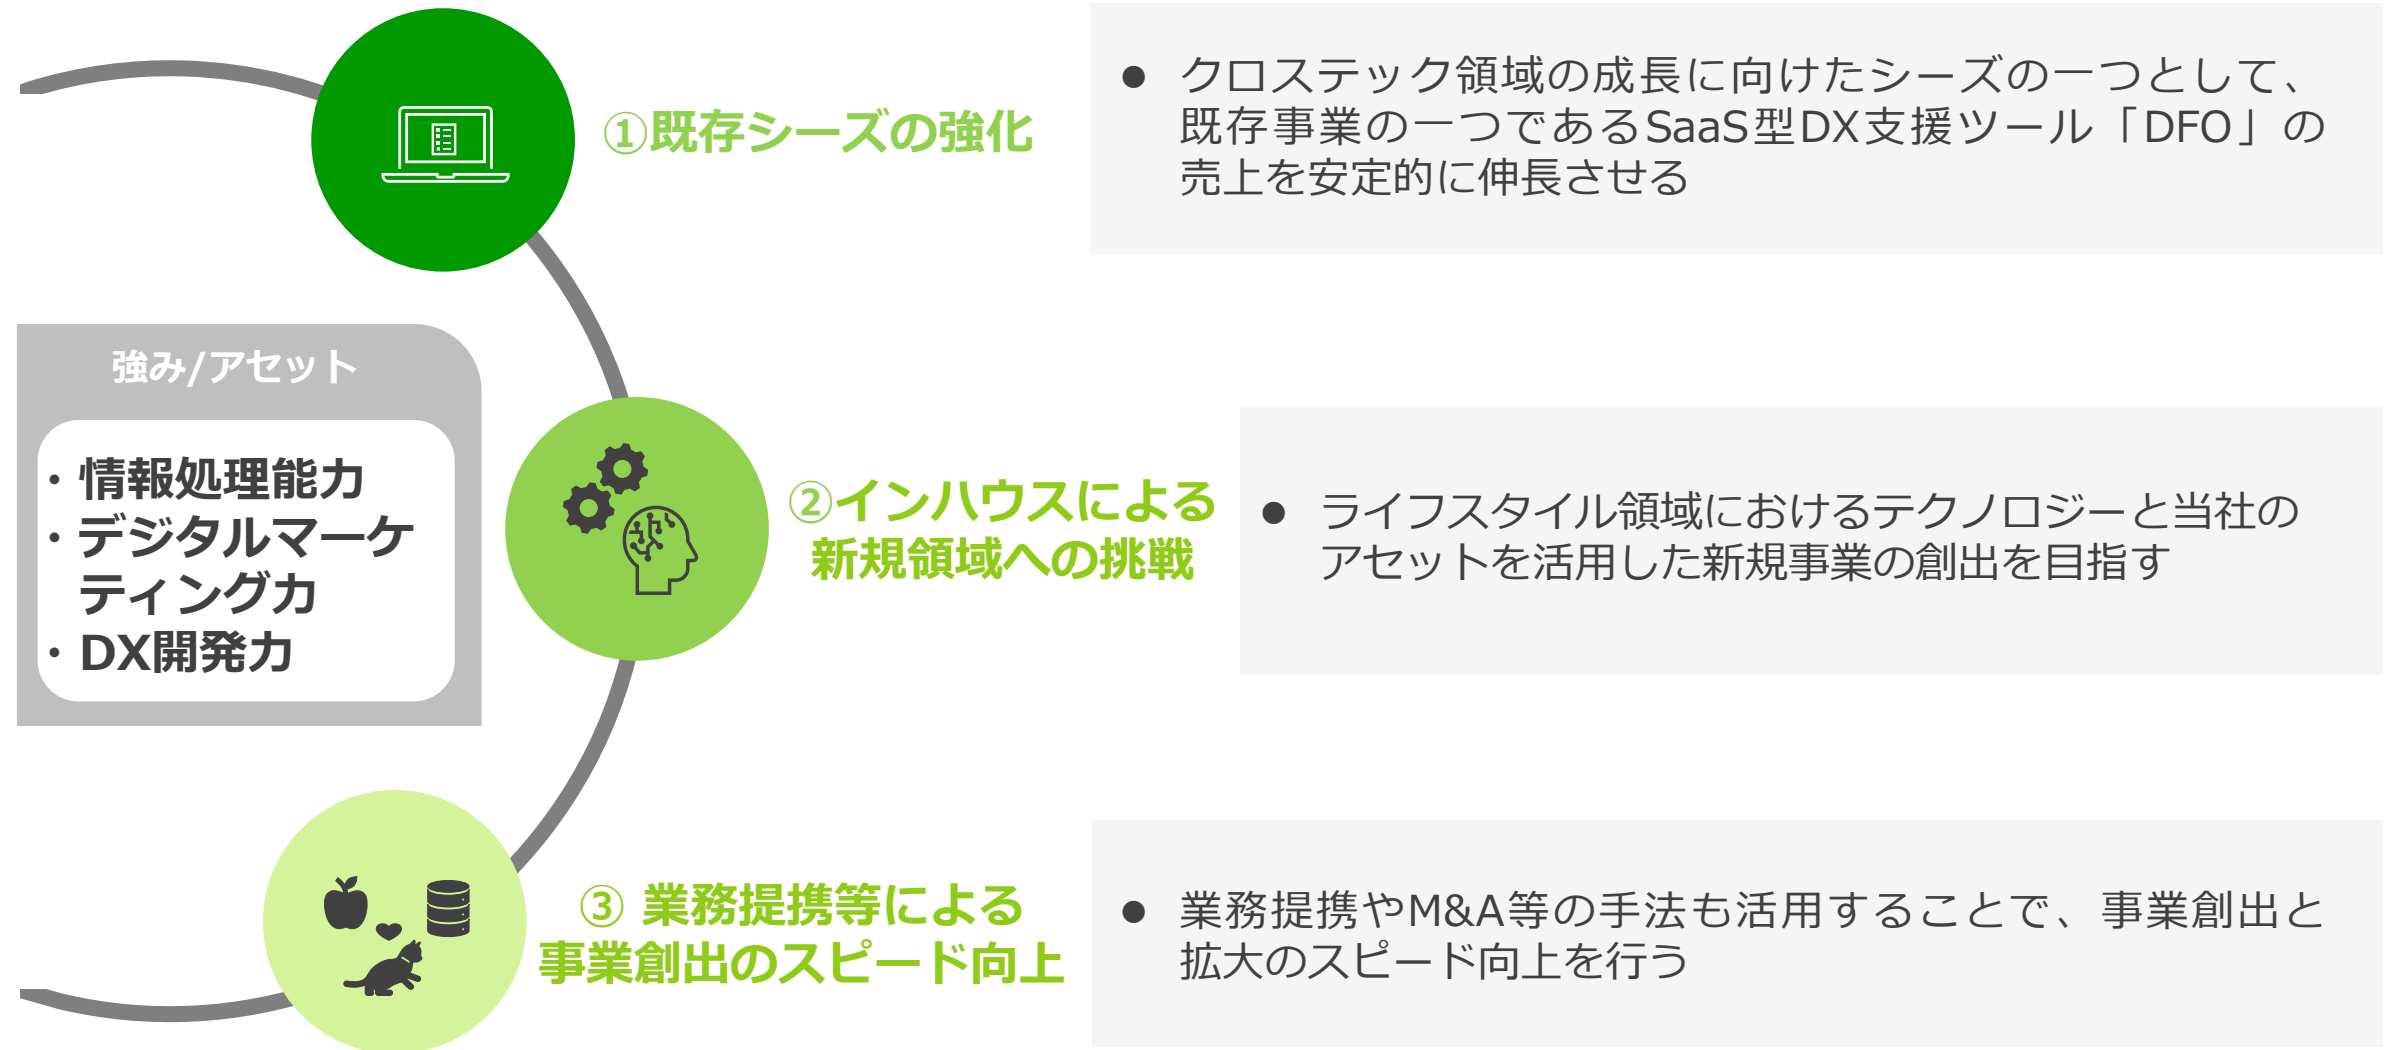 ①既存シーズの強化
● クロステック領域の成長に向けたシーズの一つとして、
既存事業の一つであるSaaS型DX支援ツール「DFO」の
売上を安定的に伸長させる
強み/アセット
・情報処理能力
・デジタルマーケ
ティング力
・DX開発力
②インハウスによる
新規領域への挑戦
● ライフスタイル領域におけるテクノロジーと当社の
アセットを活用した新規事業の創出を目指す
③ 業務提携等による
事業創出のスピード向上
● 業務提携やM&A等の手法も活用することで、事業創出と
拡大のスピード向上を行う